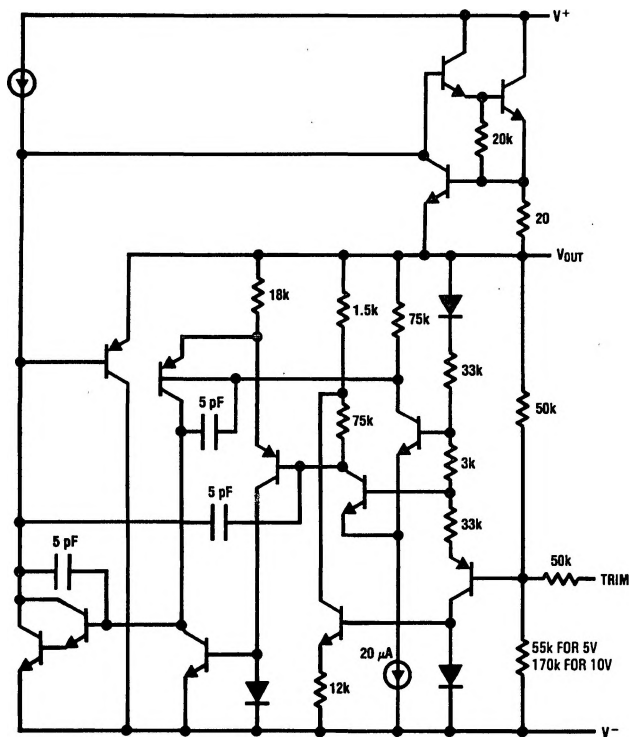 V+
20k
20
VOUT
18k
1.5k
75k
33k
50k
5 pF
75k
3k
5 pF
33k
5 pF
50k
TRIM
20 μA
55k FOR 5V
170k FOR 10V
12k
V−